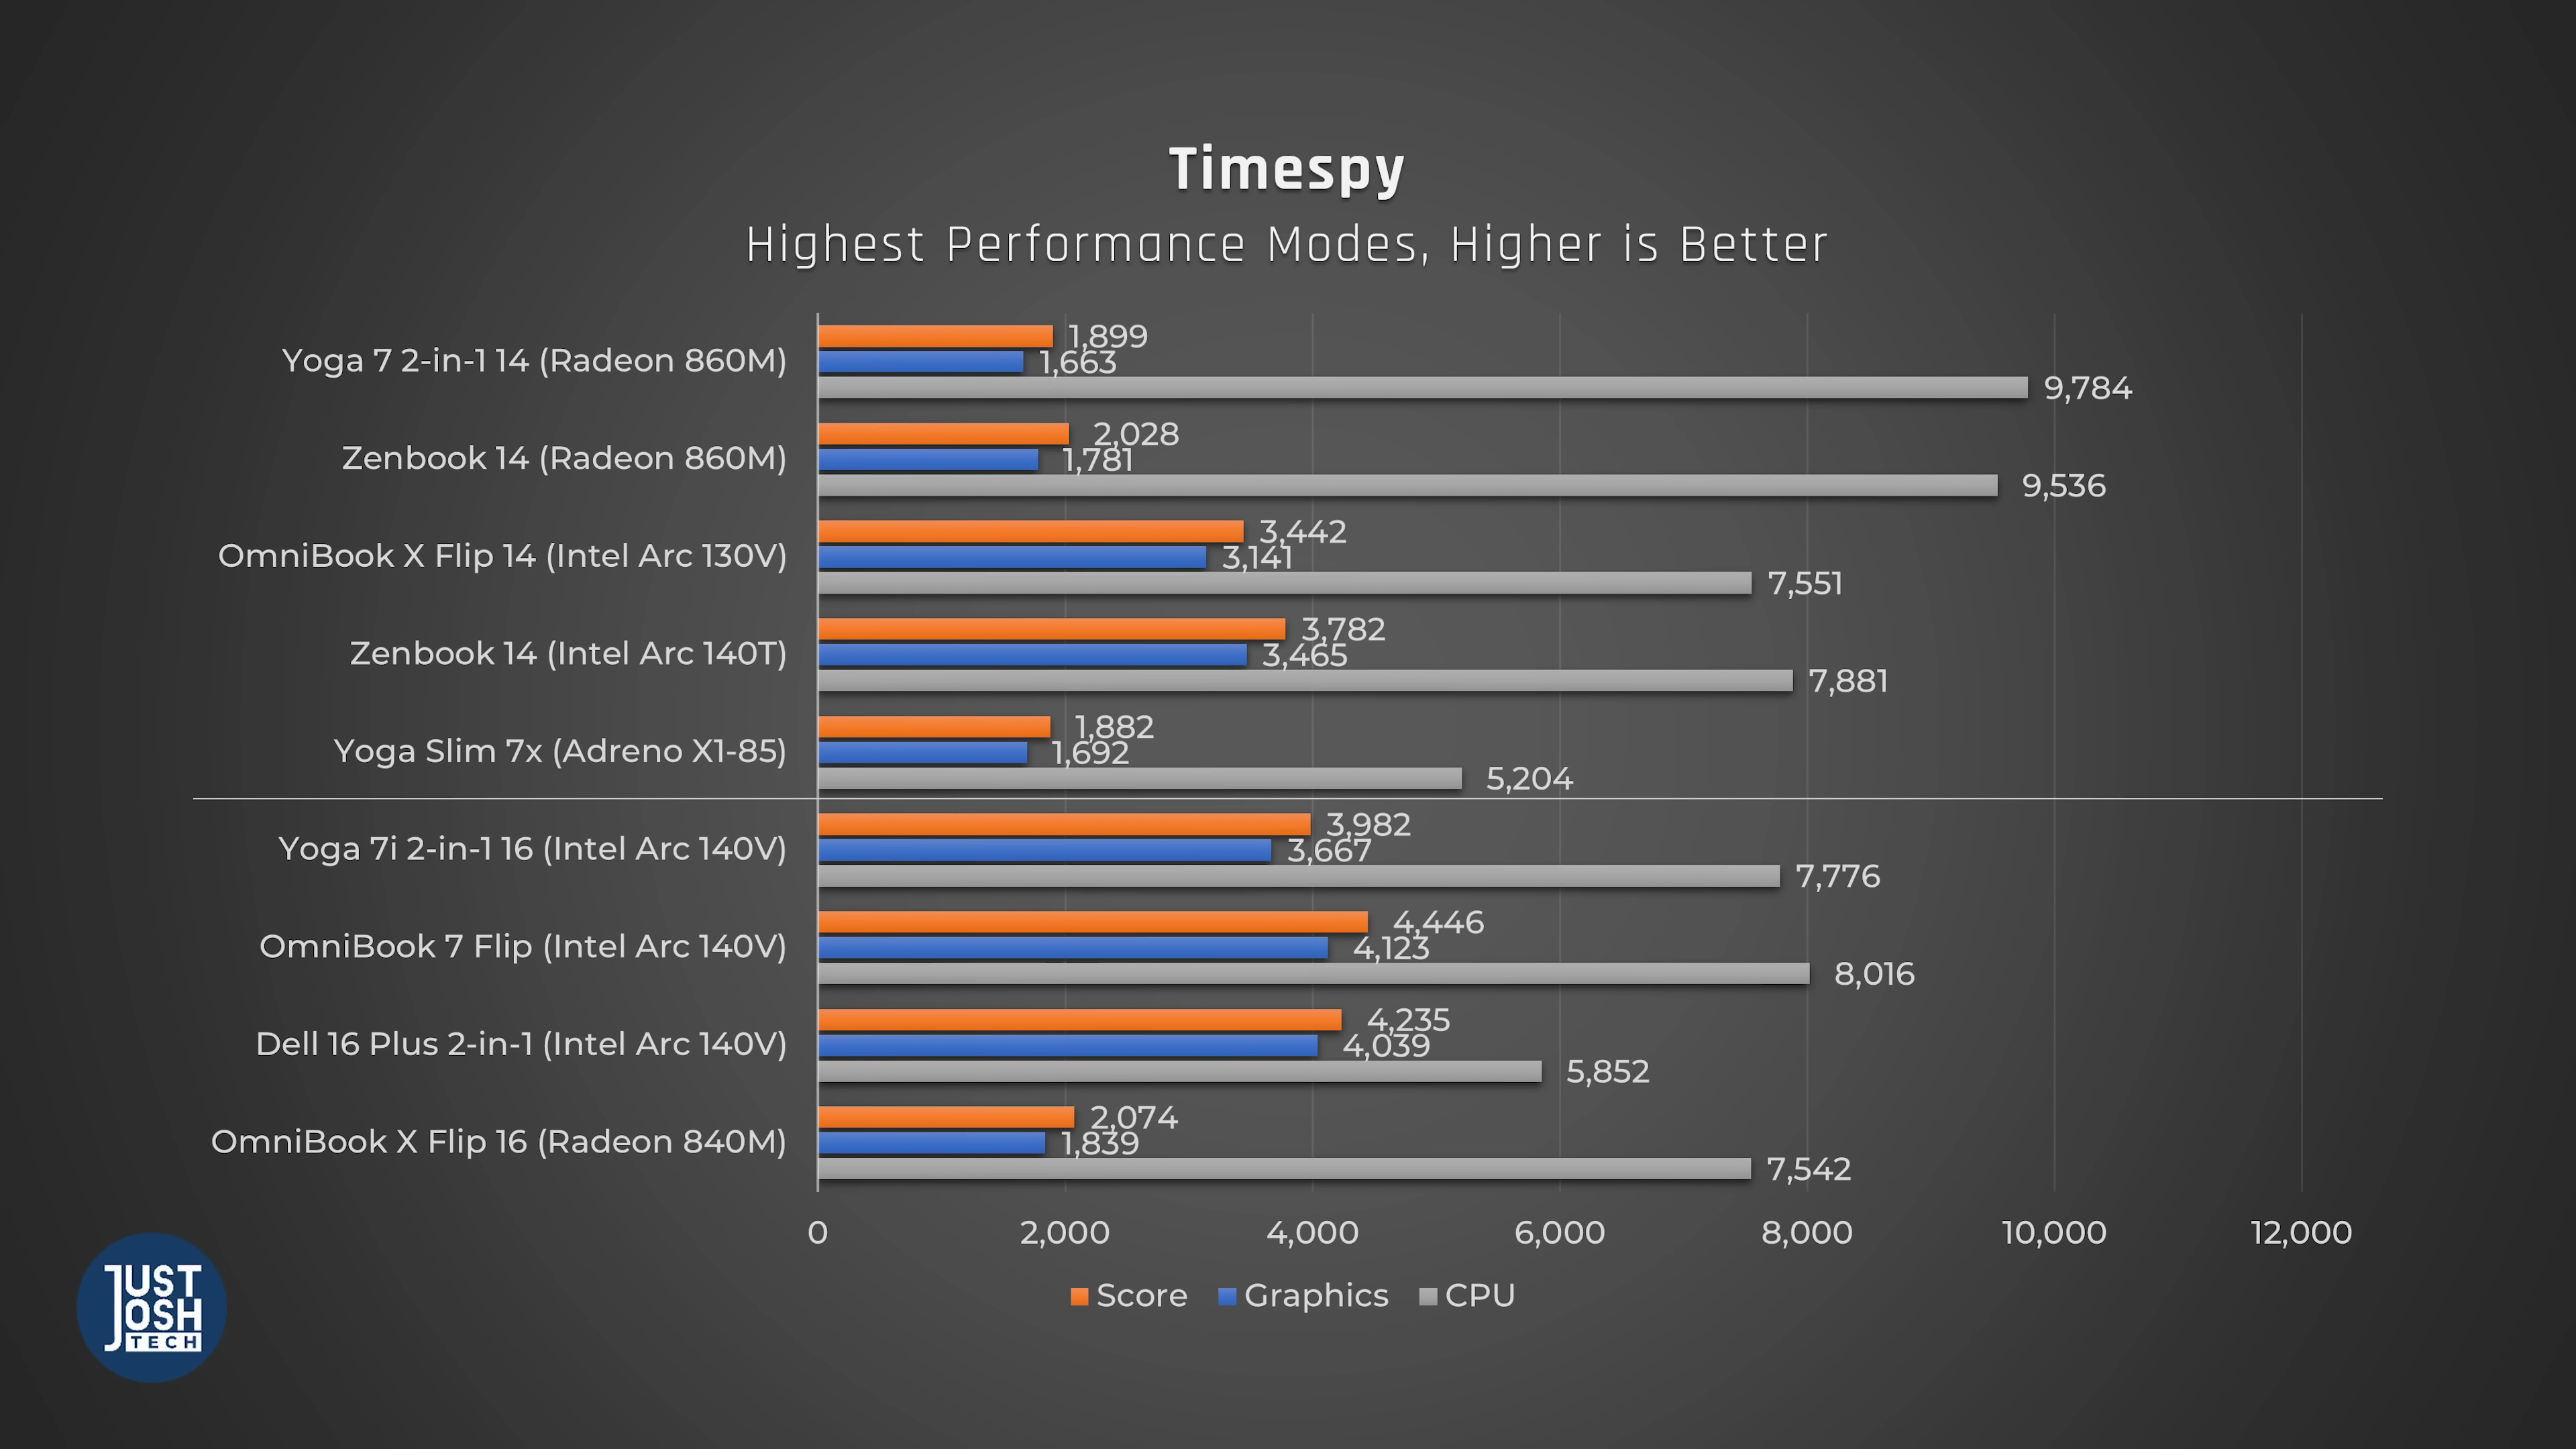 Timespy
Highest Performance Modes, Higher is Better
Yoga 7 2-in-1 14 (Radeon 860M)
1,899
1,663
9,784
Zenbook 14 (Radeon 860M)
2,028
1,781
9,536
OmniBook X Flip 14 (Intel Arc 130V)
3,442
3,141
7,551
Zenbook 14 (Intel Arc 140T)
3,782
3,465
7,881
Yoga Slim 7x (Adreno X1-85)
1,882
1,692
5,204
Yoga 7i 2-in-1 16 (Intel Arc 140V)
3,982
3,667
7,776
OmniBook 7 Flip (Intel Arc 140V)
4,446
4,123
8,016
Dell 16 Plus 2-in-1 (Intel Arc 140V)
4,235
4,039
5,852
OmniBook X Flip 16 (Radeon 840M)
2,074
1,839
7,542
0 2,000 4,000 6,000 8,000 10,000 12,000
Score Graphics CPU
JUST
JOSH
TECH